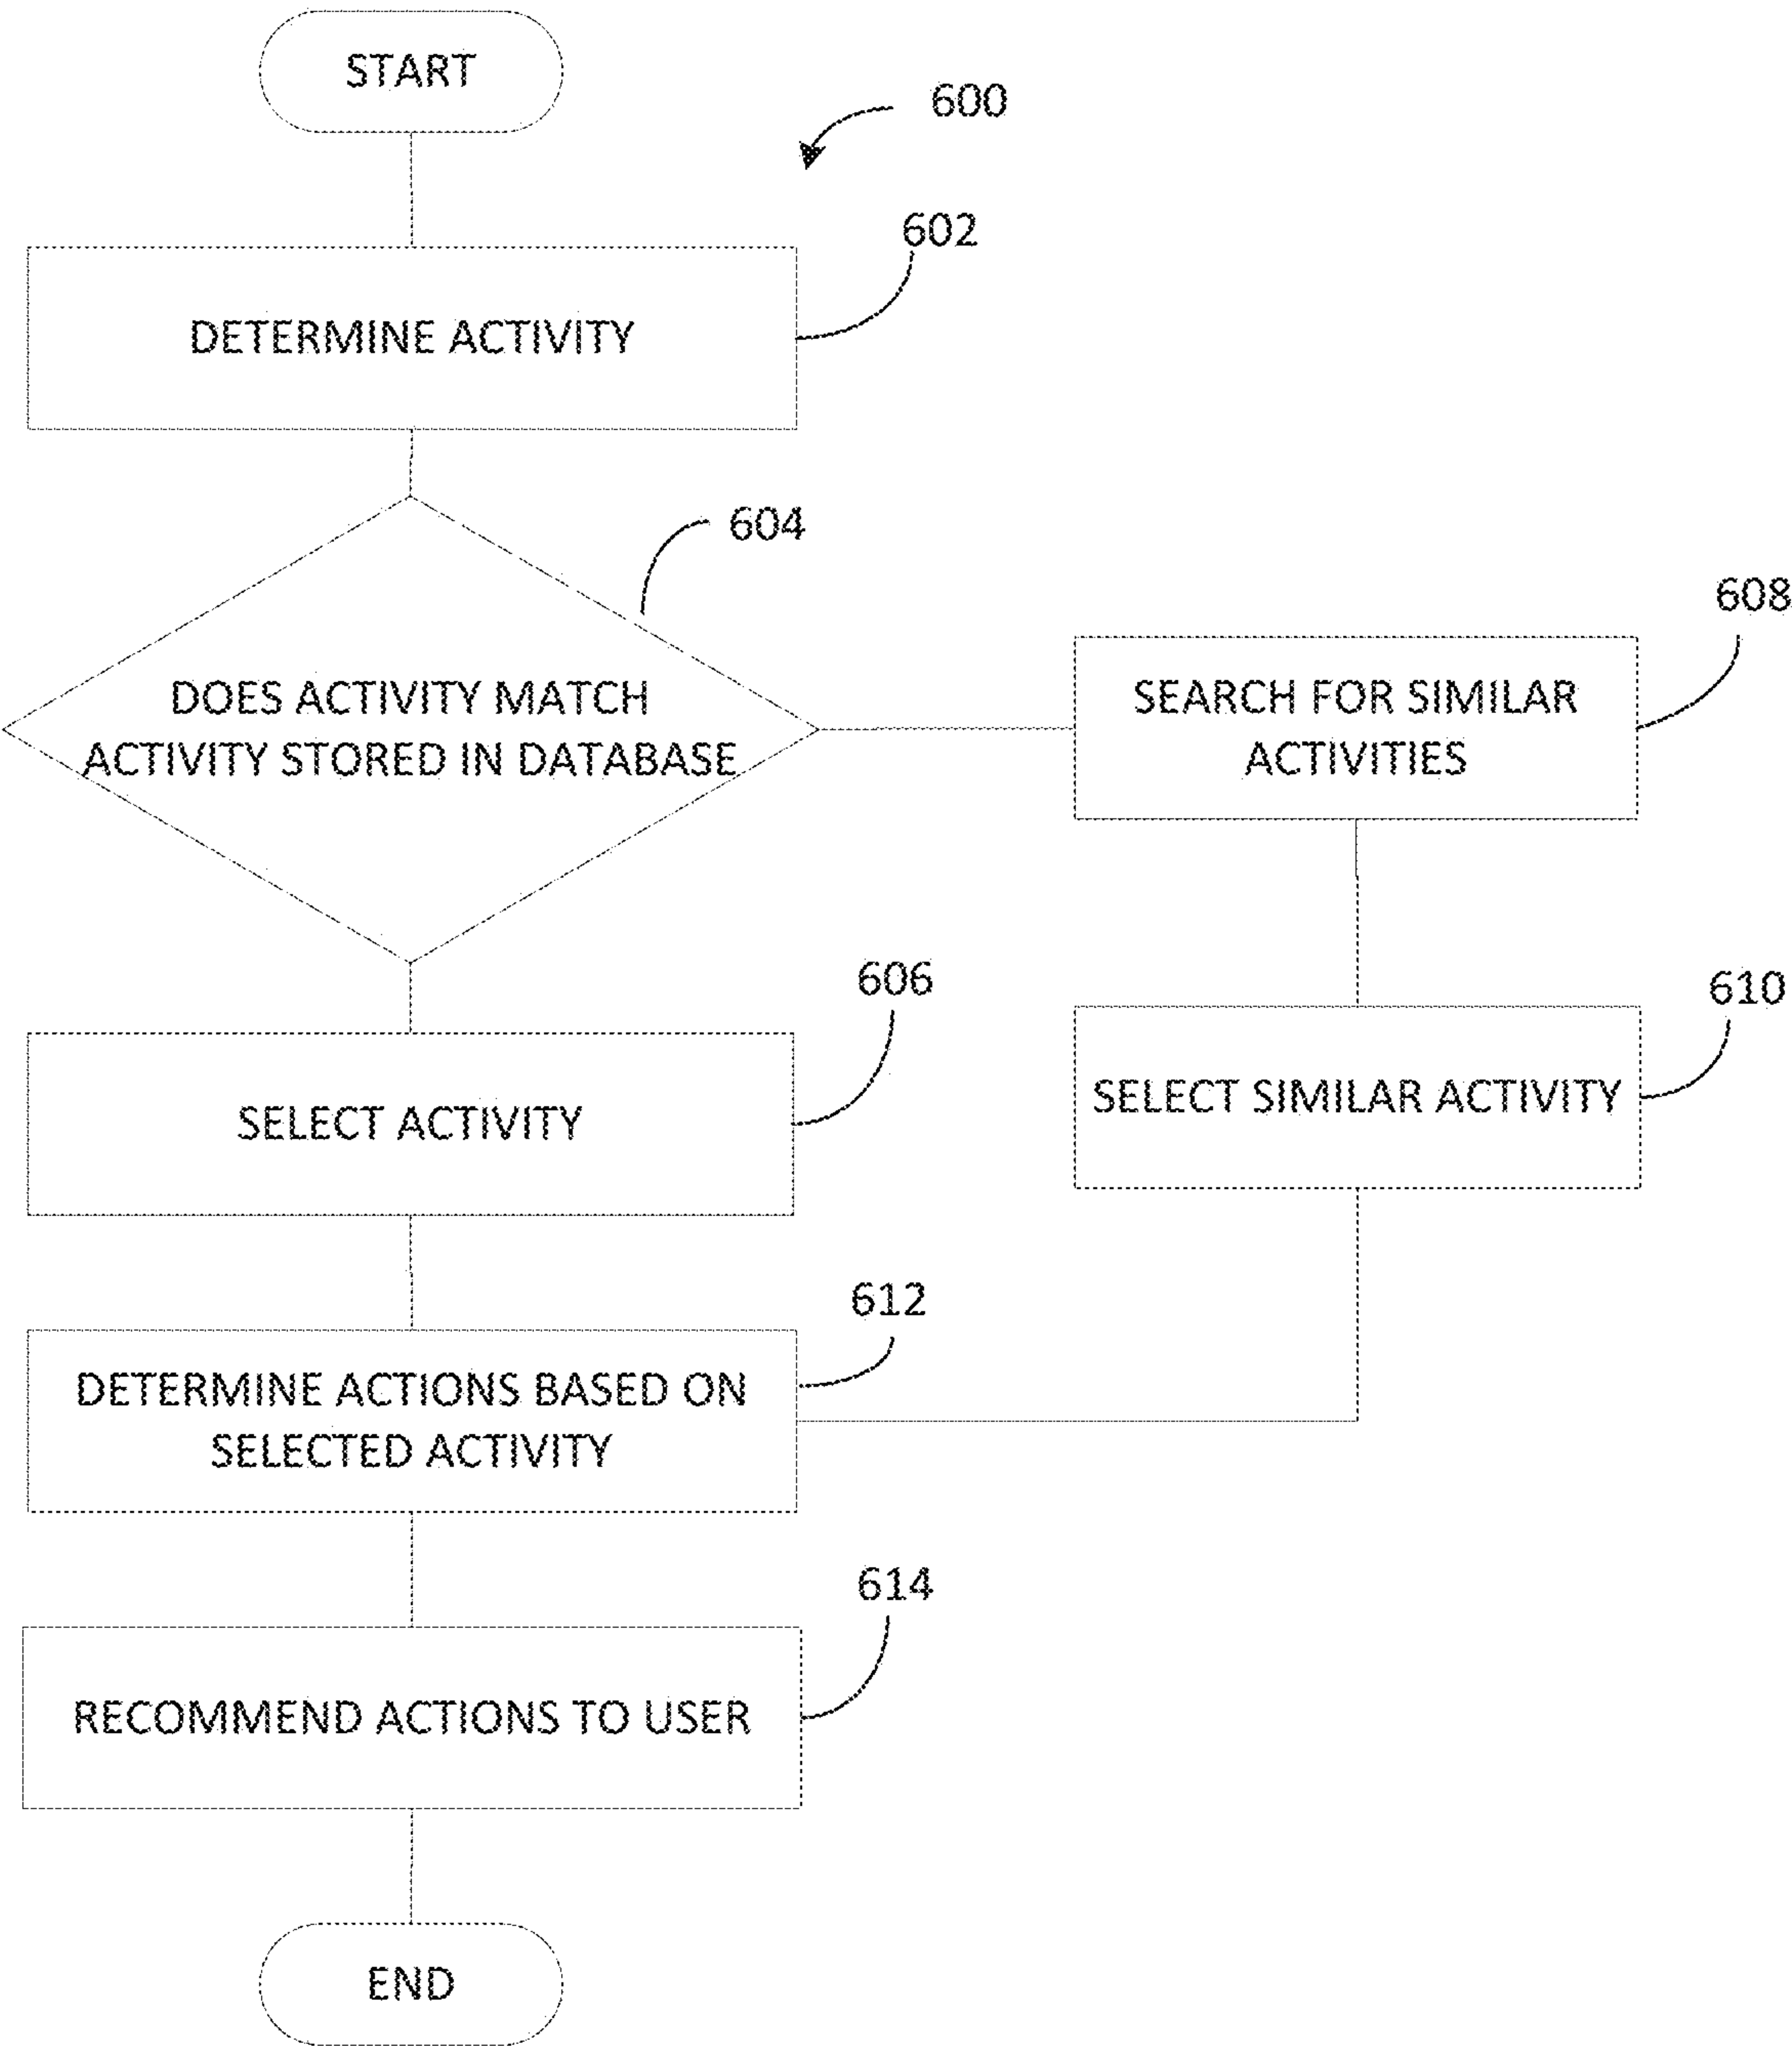 START
600
602
DETERMINE ACTIVITY
604
DOES ACTIVITY MATCH
ACTIVITY STORED IN DATABASE
608
SEARCH FOR SIMILAR
ACTIVITIES
606
SELECT ACTIVITY
610
SELECT SIMILAR ACTIVITY
612
DETERMINE ACTIONS BASED ON
SELECTED ACTIVITY
614
RECOMMEND ACTIONS TO USER
END